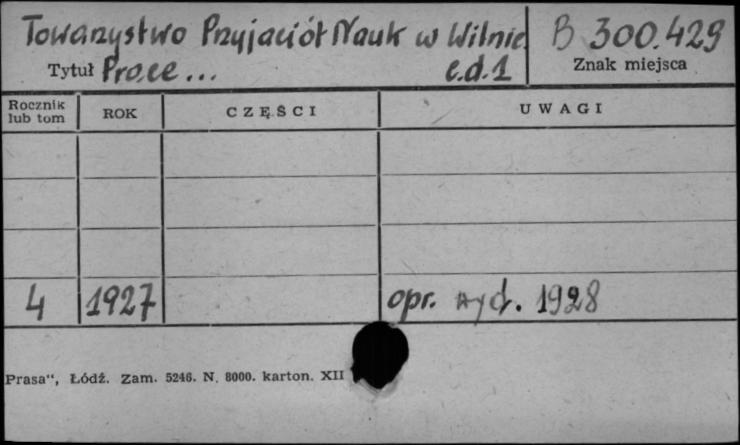 Towarzystwo Przyjaciół Nauk w Wilnie. B 300.429
Tytuł Prace... c.d.1 Znak miejsca
Rocznik lub tom ROK CZĘŚCI UWAGI
4 1927 opr. wyd. 1928
Prasa“, Łódź. Zam. 5246. N. 8000. karton. XII